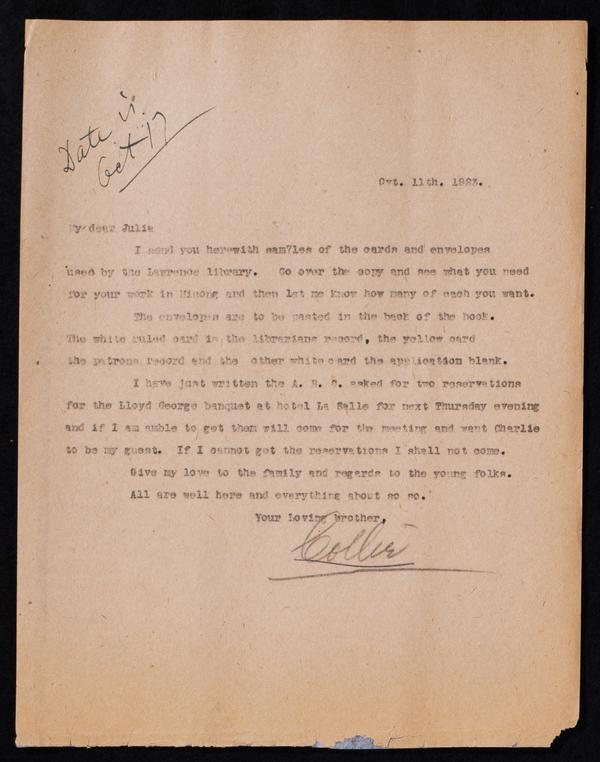 Date is
Oct 17
Oct. 11th. 1923.
My dear Julia
I send you herewith sam7les of the cards and envelopes
used by the Lawrence library. Go over the copy and see what you need
for your work in Minong and then let me know how many of each you want.
The envelopes are to be pasted in the back of the book.
The white ruled card is the librarians record, the yellow card
the patrons record and the other white card the application blank.
I have just written the A. B. C. asked for two reservations
for the Lloyd George banquet at hotel La Salle for next Thursday evening
and if I am amble to get them will come for the meeting and want Charlie
to be my guest. If I cannot get the reservations I shall not come.
Give my love to the family and regards to the young folks.
All are well here and everything about so so.
Your Loving Brother,
Collie